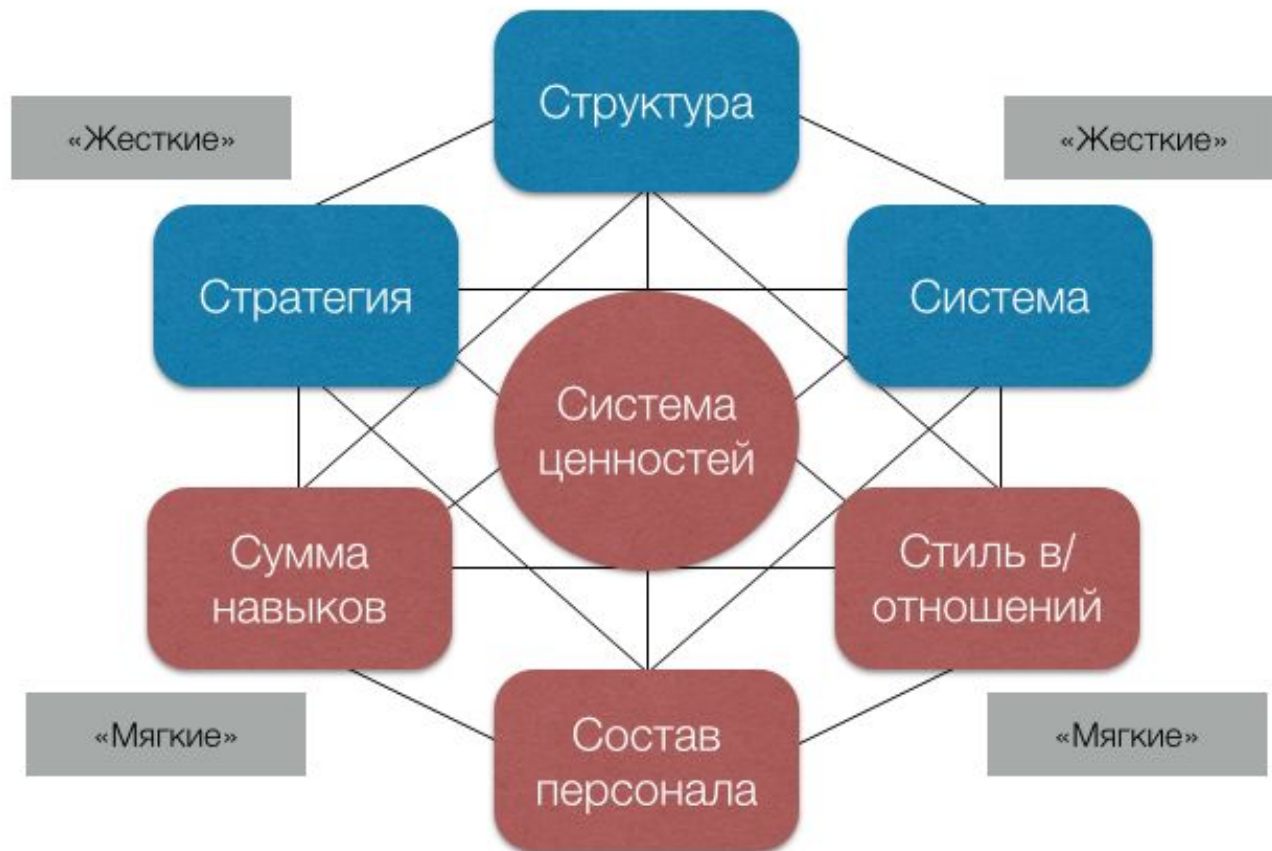 Структура
«Жесткие»
«Жесткие»
Стратегия
Система
Система
ценностей
Сумма
навыков
Стиль в/
отношений
«Мягкие»
«Мягкие»
Состав
персонала